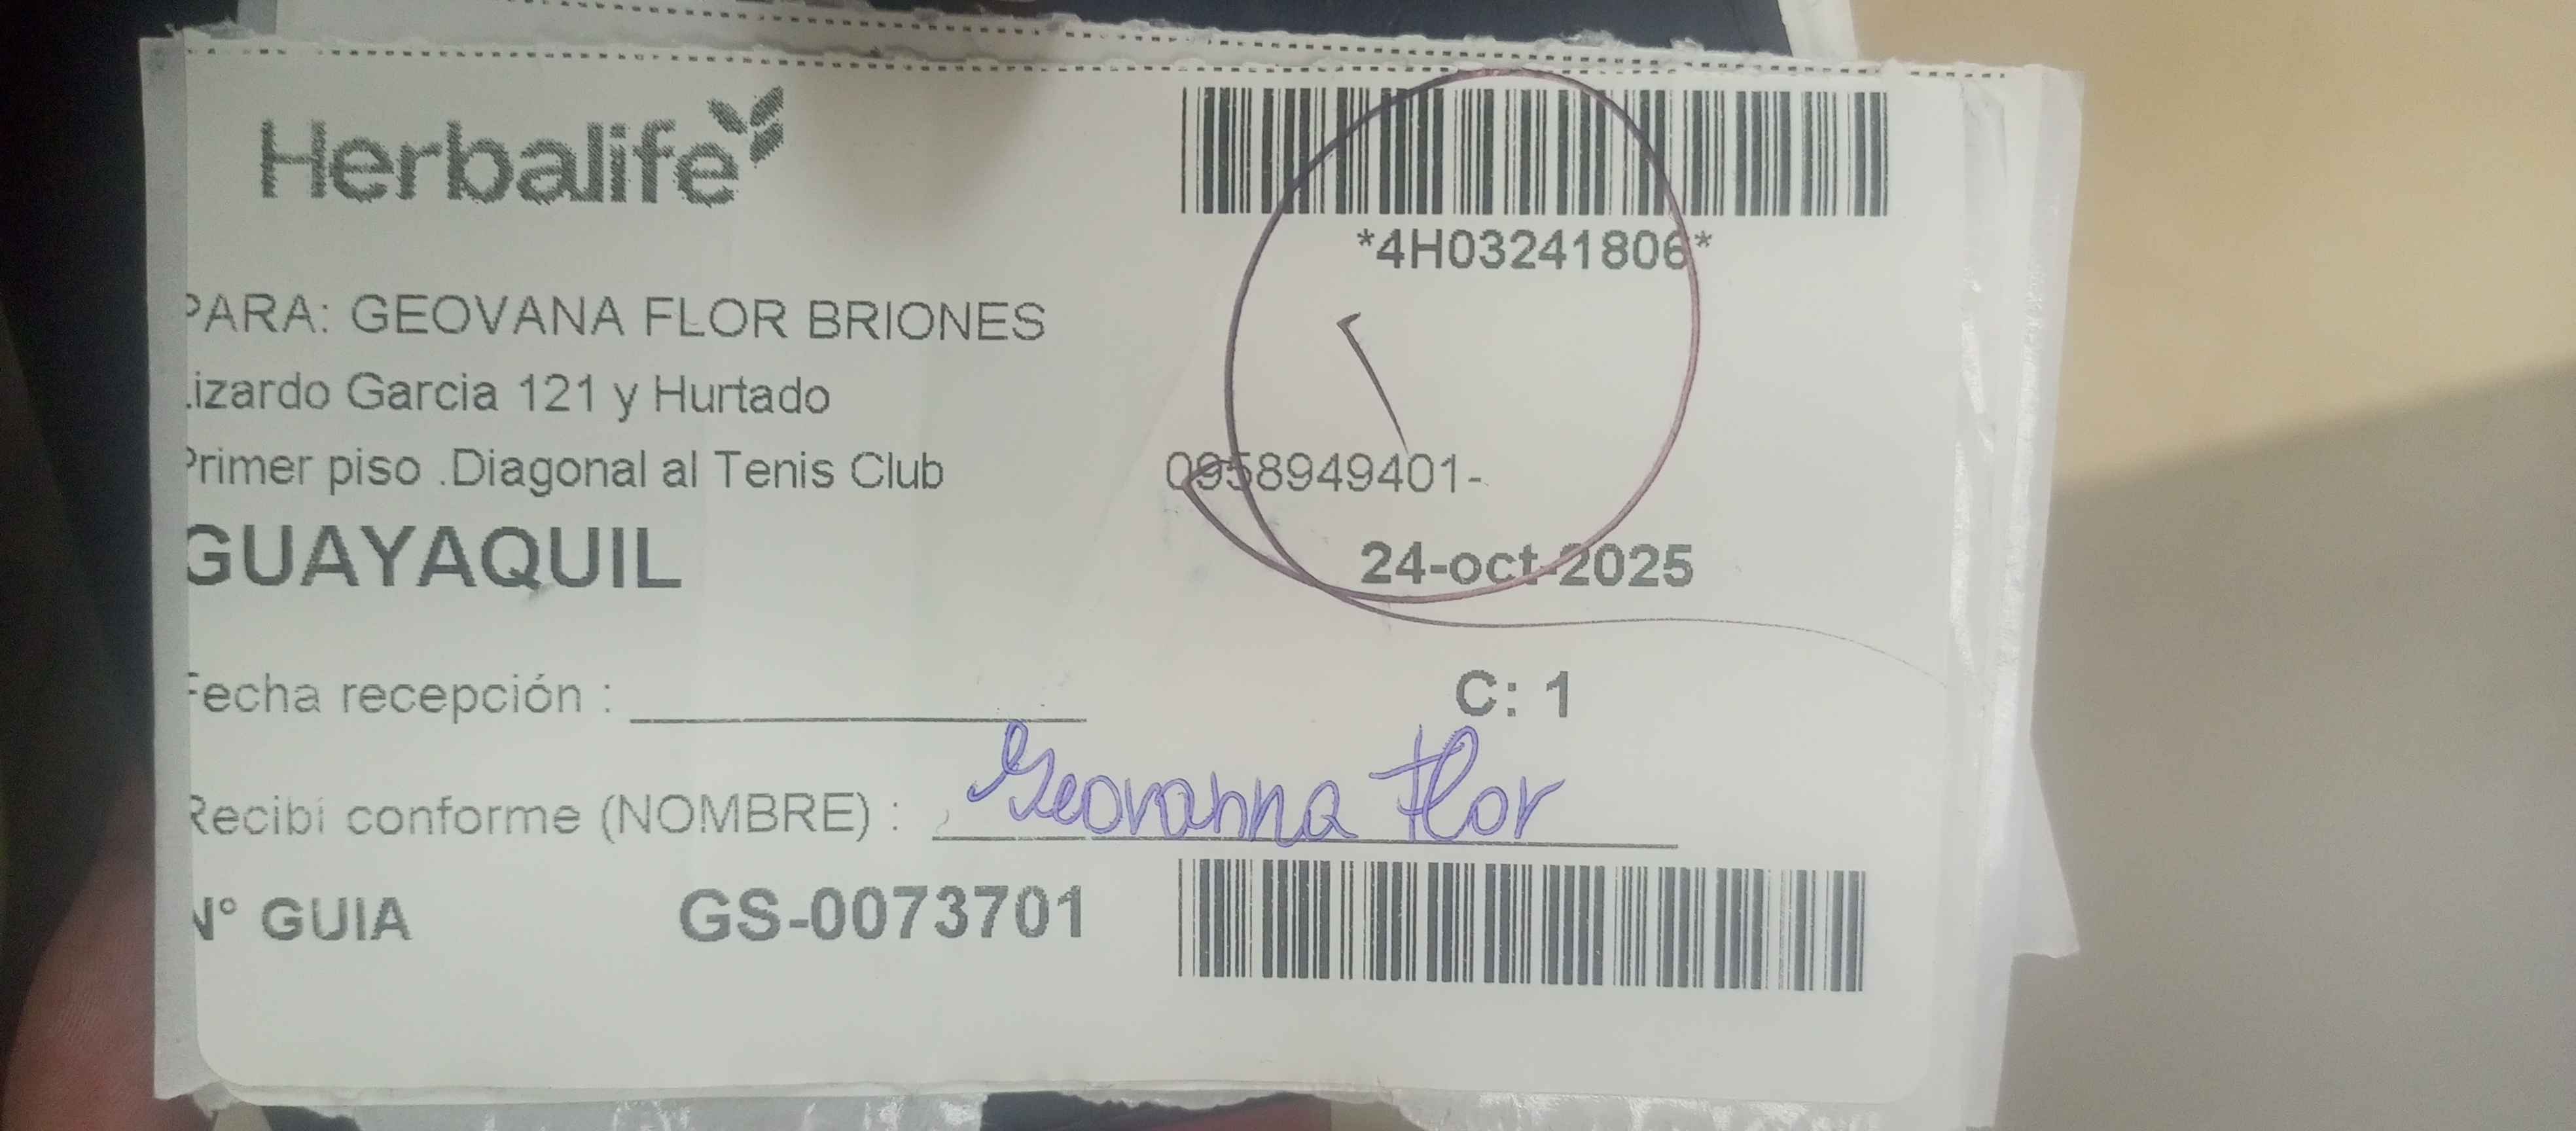 Herbalife
*4H03241806*
PARA: GEOVANA FLOR BRIONES
Lizardo Garcia 121 y Hurtado
Primer piso .Diagonal al Tenis Club 0958949401-
GUAYAQUIL 24-oct-2025
Fecha recepción : C: 1
Recibí conforme (NOMBRE) : Geovanna Flor
N° GUIA GS-0073701